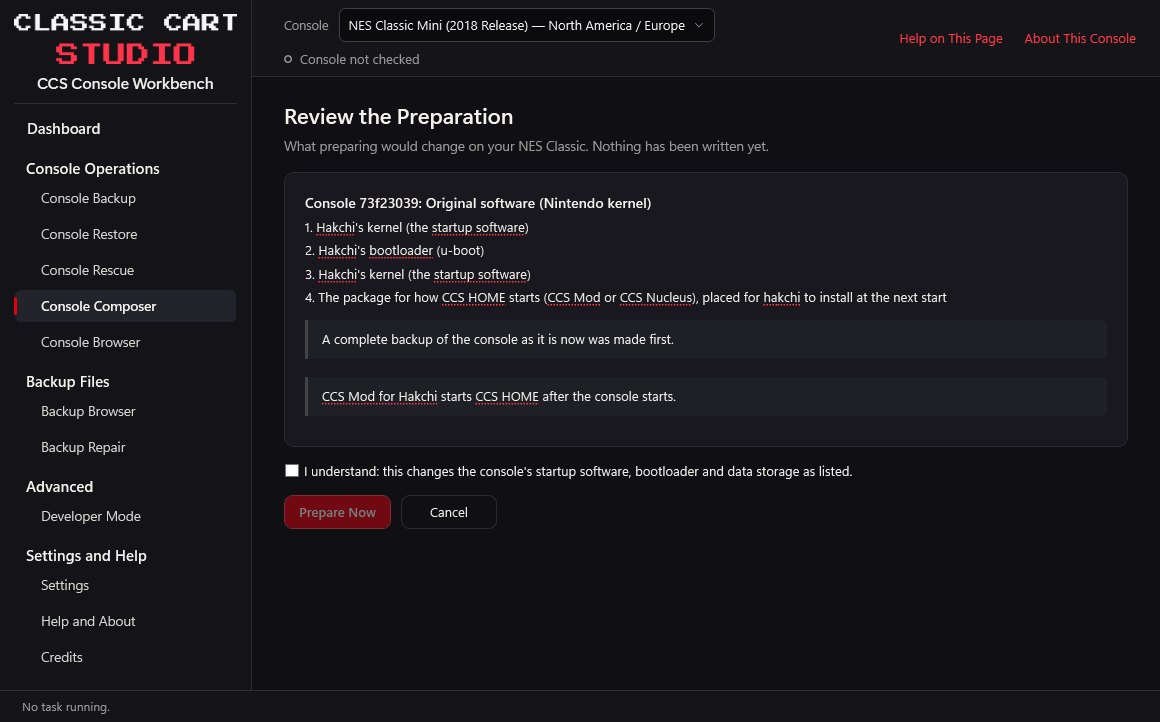 CLASSIC CART
STUDIO
CCS Console Workbench
Dashboard
Console Operations
Console Backup
Console Restore
Console Rescue
Console Composer
Console Browser
Backup Files
Backup Browser
Backup Repair
Advanced
Developer Mode
Settings and Help
Settings
Help and About
Credits
Console
NES Classic Mini (2018 Release) — North America / Europe
Console not checked
Help on This Page
About This Console
Review the Preparation
What preparing would change on your NES Classic. Nothing has been written yet.
Console 73f23039: Original software (Nintendo kernel)
1. Hakchi's kernel (the startup software)
2. Hakchi's bootloader (u-boot)
3. Hakchi's kernel (the startup software)
4. The package for how CCS HOME starts (CCS Mod or CCS Nucleus), placed for hakchi to install at the next start
A complete backup of the console as it is now was made first.
CCS Mod for Hakchi starts CCS HOME after the console starts.
I understand: this changes the console's startup software, bootloader and data storage as listed.
Prepare Now
Cancel
No task running.